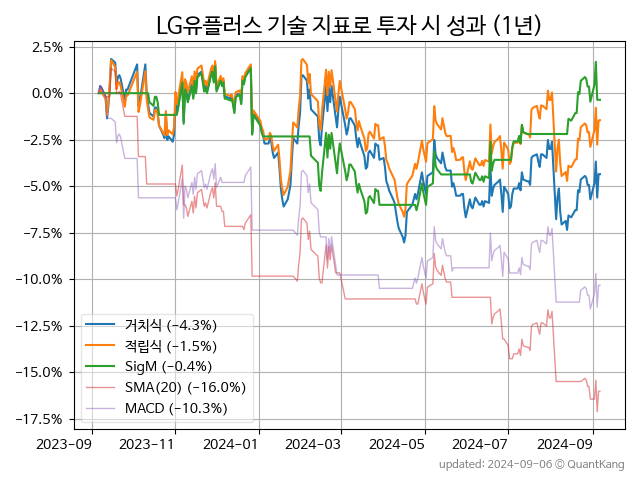 LG유플러스 기술 지표로 투자 시 성과 (1년)
2.5%
0.0%
−2.5%
−5.0%
−7.5%
−10.0%
−12.5%
−15.0%
−17.5%
거치식 (−4.3%)
적립식 (−1.5%)
SigM (−0.4%)
SMA(20) (−16.0%)
MACD (−10.3%)
2023-09 2023-11 2024-01 2024-03 2024-05 2024-07 2024-09
updated: 2024-09-06 ⓒ QuantKang